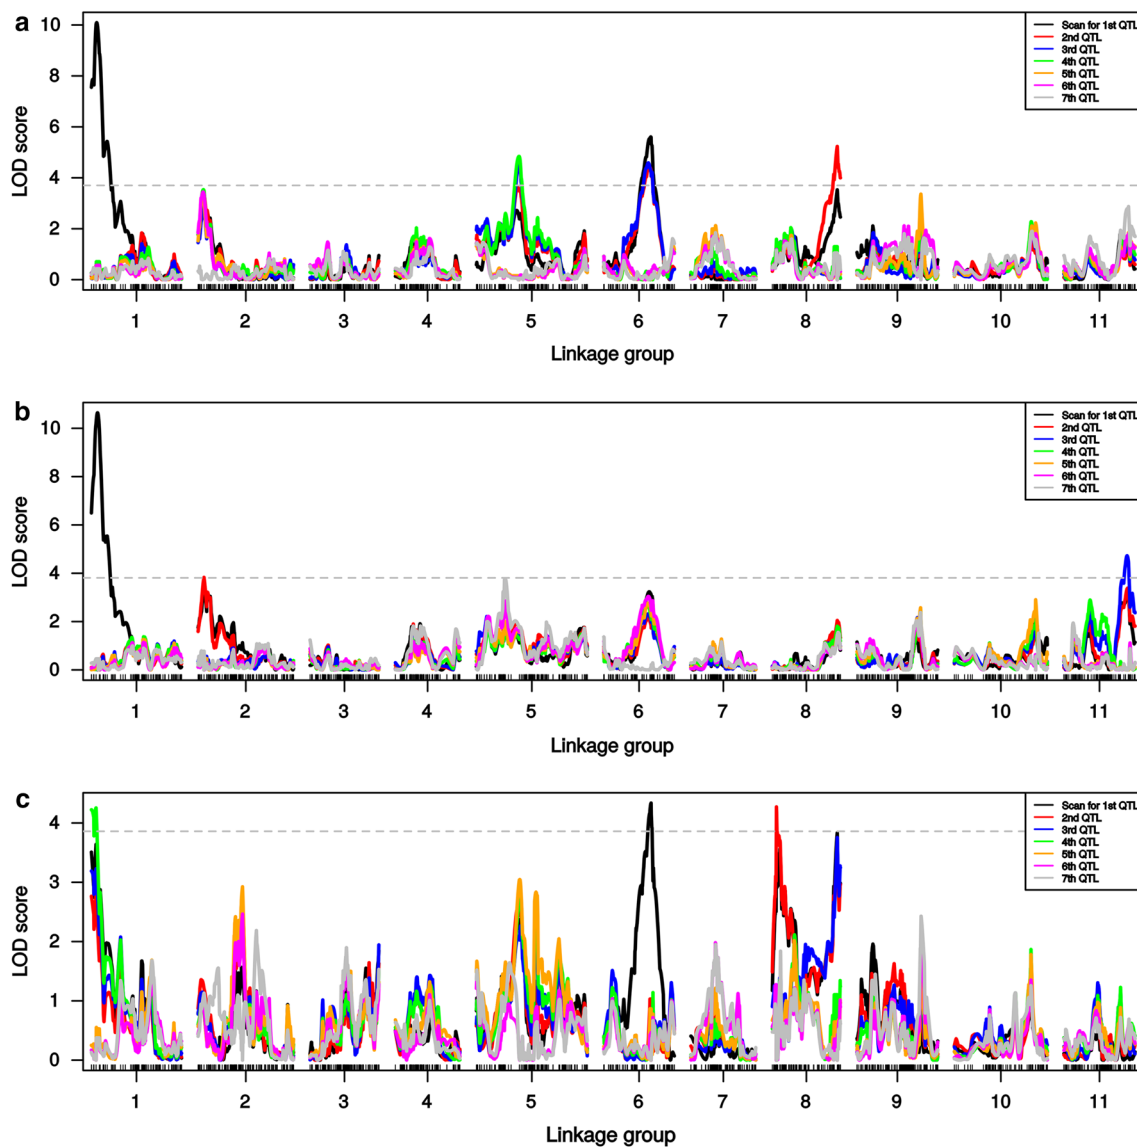 a
10
8
6
4
2
0
LOD score
Scan for 1st QTL
2nd QTL
3rd QTL
4th QTL
5th QTL
6th QTL
7th QTL
1 2 3 4 5 6 7 8 9 10 11
Linkage group
b
10
8
6
4
2
0
LOD score
Scan for 1st QTL
2nd QTL
3rd QTL
4th QTL
5th QTL
6th QTL
7th QTL
1 2 3 4 5 6 7 8 9 10 11
Linkage group
c
4
3
2
1
0
LOD score
Scan for 1st QTL
2nd QTL
3rd QTL
4th QTL
5th QTL
6th QTL
7th QTL
1 2 3 4 5 6 7 8 9 10 11
Linkage group